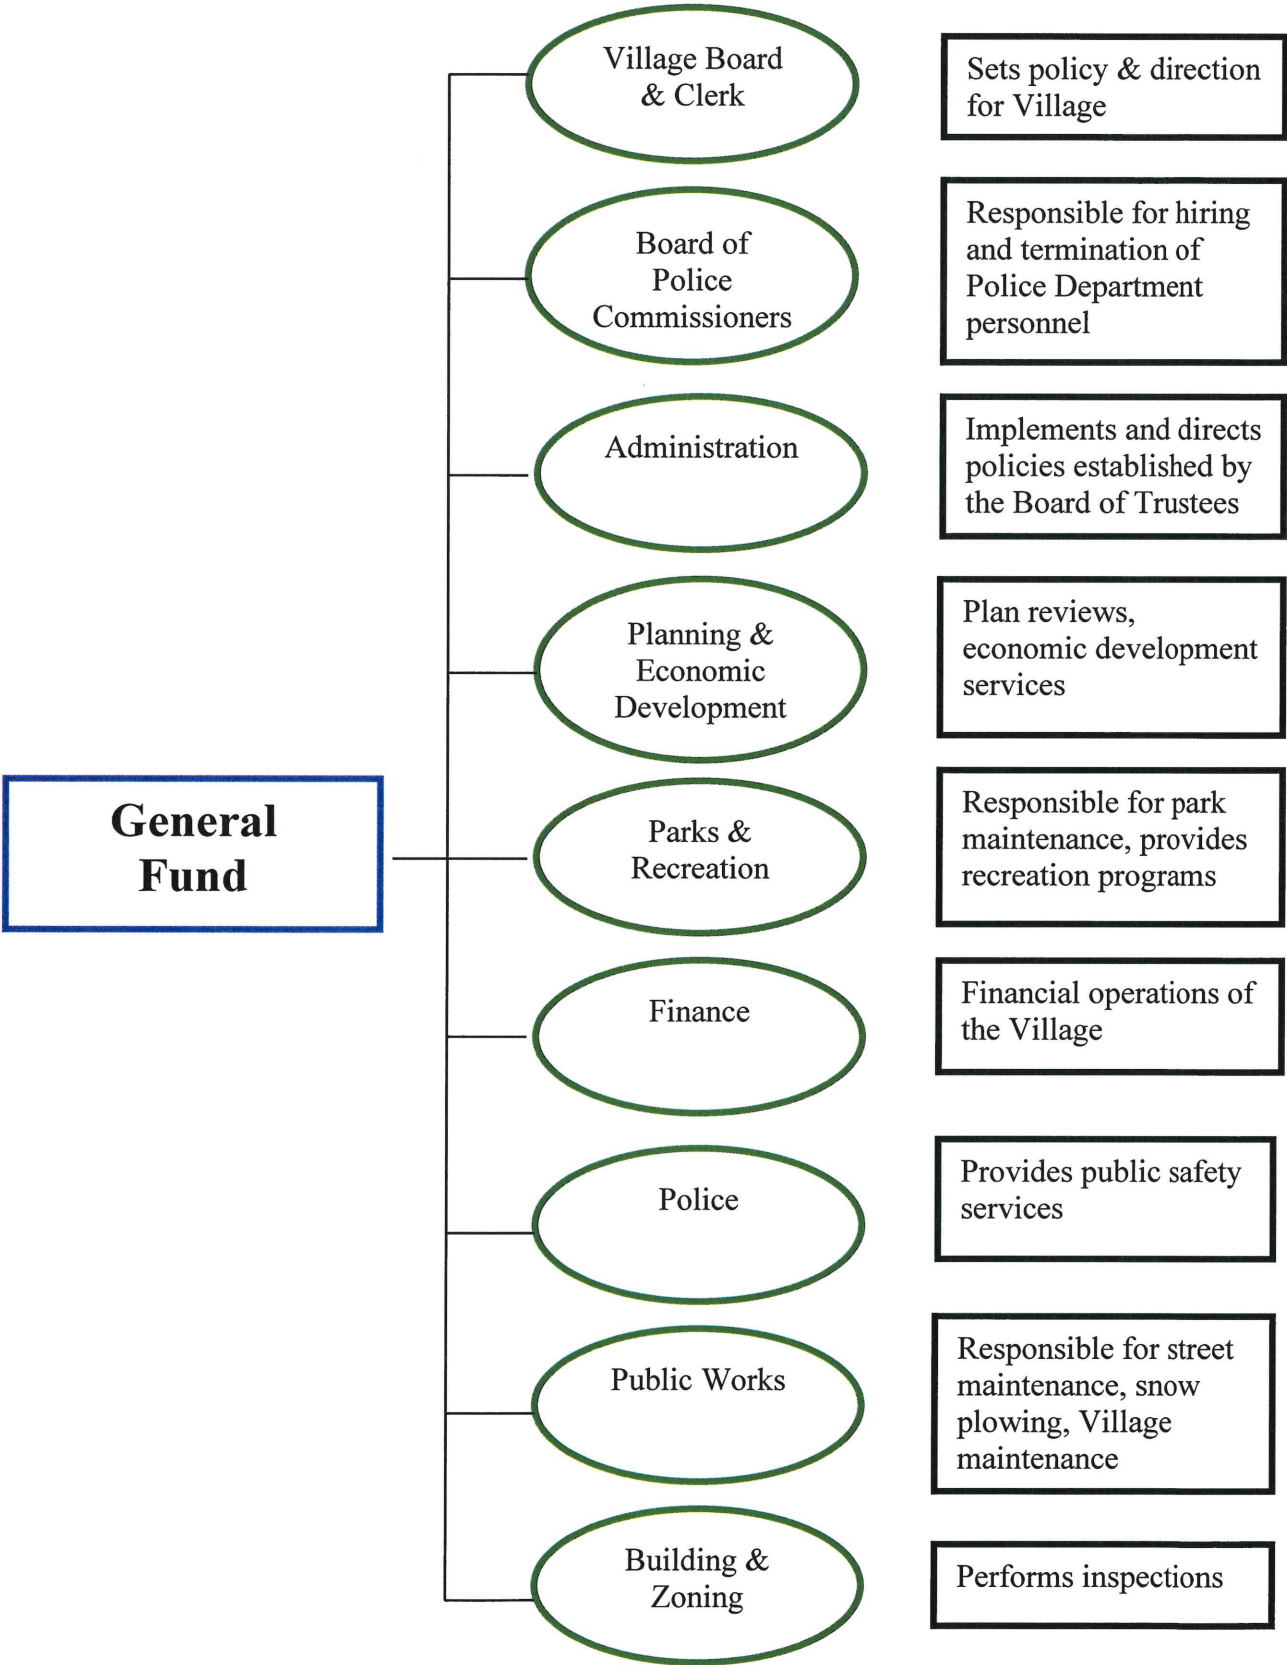 Village Board
& Clerk
Sets policy & direction
for Village
Board of
Police
Commissioners
Responsible for hiring
and termination of
Police Department
personnel
Administration
Implements and directs
policies established by
the Board of Trustees
Planning &
Economic
Development
Plan reviews,
economic development
services
General
Fund
Parks &
Recreation
Responsible for park
maintenance, provides
recreation programs
Finance
Financial operations of
the Village
Police
Provides public safety
services
Public Works
Responsible for street
maintenance, snow
plowing, Village
maintenance
Building &
Zoning
Performs inspections